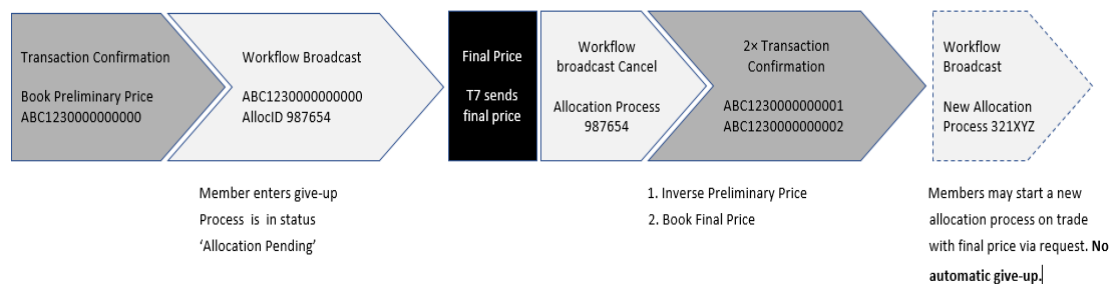 Transaction Confirmation
Book Preliminary Price
ABC1230000000000
Workflow Broadcast
ABC1230000000000
AllocID 987654
Final Price
T7 sends
final price
Workflow
broadcast Cancel
Allocation Process
987654
2× Transaction
Confirmation
ABC1230000000001
ABC1230000000002
Workflow
Broadcast
New Allocation
Process 321XYZ
Member enters give-up
Process is in status
‘Allocation Pending’
1. Inverse Preliminary Price
2. Book Final Price
Members may start a new
allocation process on trade
with final price via request. No
automatic give-up.